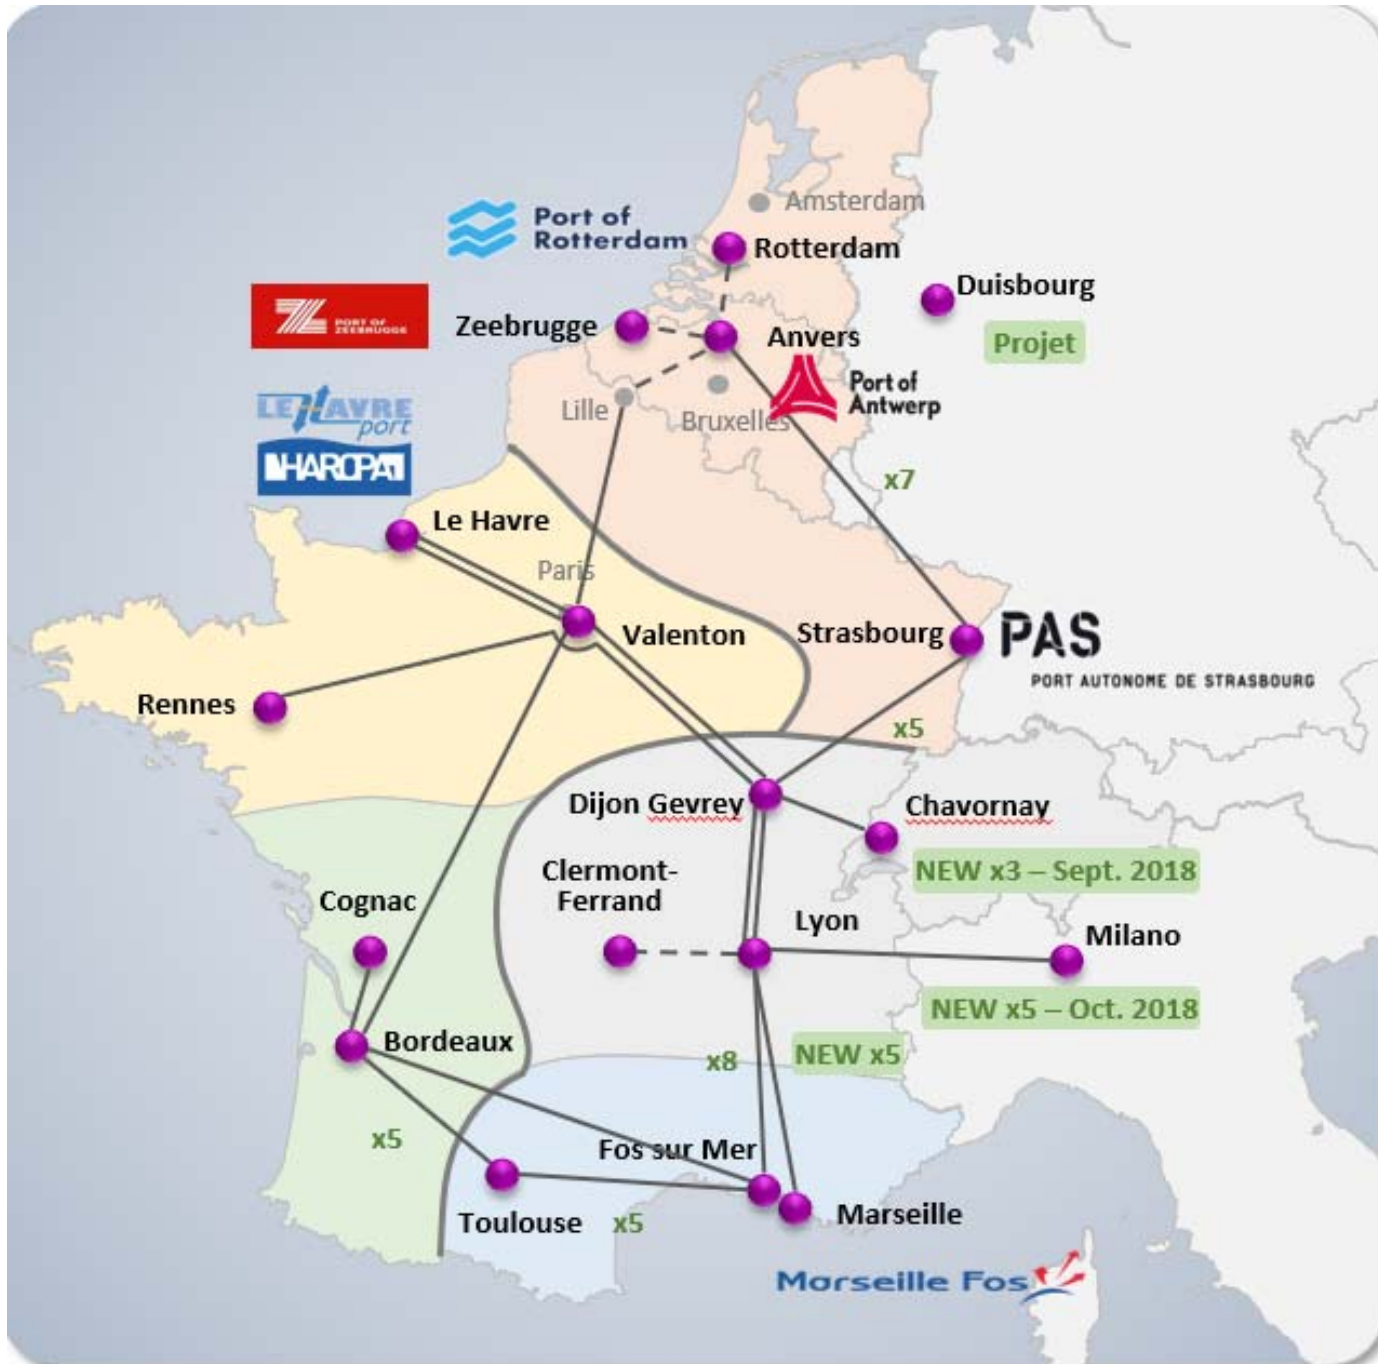 Amsterdam
Port of
Rotterdam
Rotterdam
Duisbourg
PORT OF
ZEEBRUGGE
Zeebrugge
Anvers
Projet
Port of
Antwerp
LE HAVRE
port
Lille
Bruxelles
HAROPA
x7
Le Havre
Paris
Valenton
Strasbourg
PAS
PORT AUTONOME DE STRASBOURG
Rennes
x5
Dijon Gevrey
Chavornay
NEW x3 – Sept. 2018
Clermont-
Ferrand
Cognac
Lyon
Milano
NEW x5 – Oct. 2018
Bordeaux
x8
NEW x5
x5
Fos sur Mer
Toulouse
x5
Marseille
Marseille Fos